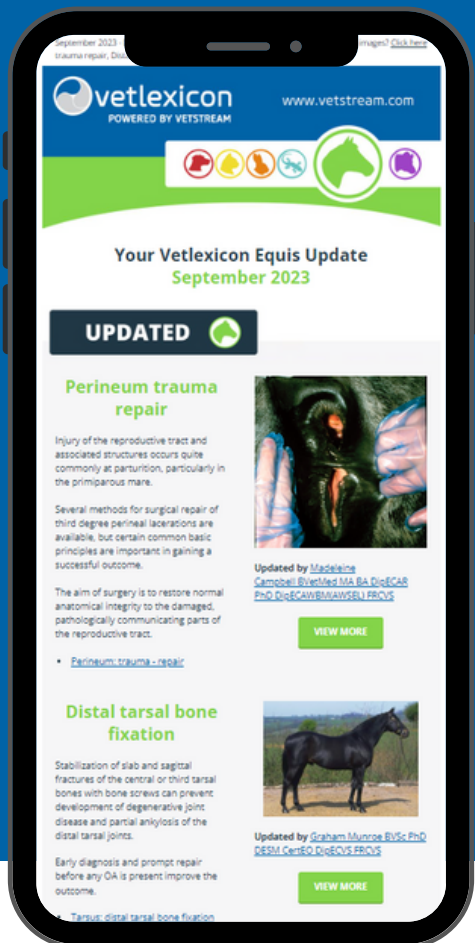 September 2023 -
images? Click here
trauma repair,
vetlexicon
POWERED BY VETSTREAM
www.vetstream.com
Your Vetlexicon Equis Update
September 2023
UPDATED
Perineum trauma
repair
Injury of the reproductive tract and
associated structures occurs quite
commonly at parturition, particularly in
the primiparous mare.
Several methods for surgical repair of
third degree perineal lacerations are
available, but certain common basic
principles are important in gaining a
successful outcome.
The aim of surgery is to restore normal
anatomical integrity to the damaged,
pathologically communicating parts of
the reproductive tract.
• Perineum: trauma - repair
Updated by Madeleine
Campbell BVetMed MA BA DipECAR
PhD DipECAWBM(AWSEL) FRCVS
VIEW MORE
Distal tarsal bone
fixation
Stabilization of slab and sagittal
fractures of the central or third tarsal
bones with bone screws can prevent
development of degenerative joint
disease and partial ankylosis of the
distal tarsal joints.
Early diagnosis and prompt repair
before any OA is present improve the
outcome.
• Tarsus: distal tarsal bone fixation
Updated by Graham Munroe BVSc PhD
DESM CertEO DipECVS FRCVS
VIEW MORE